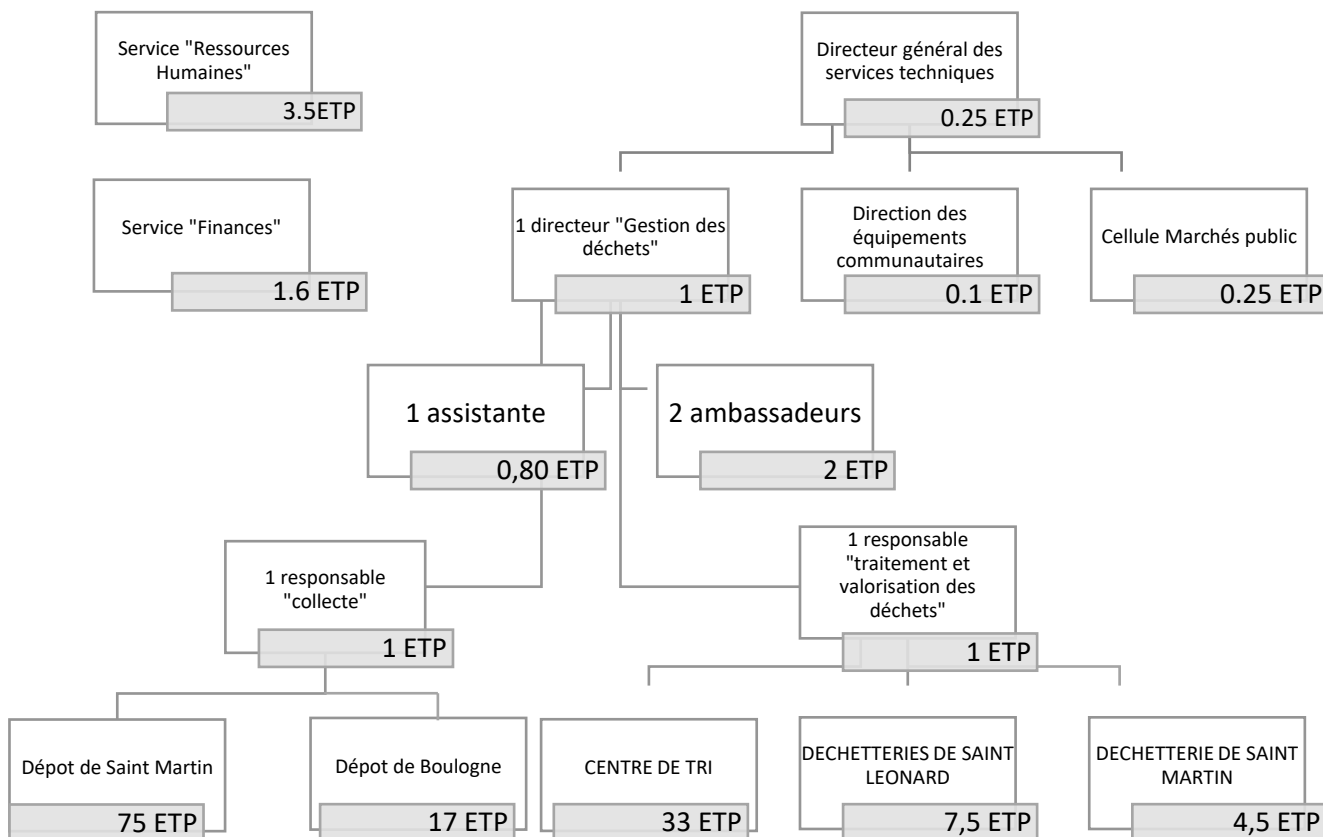 Service "Ressources
Humaines"
3.5ETP
Directeur général des
services techniques
0.25 ETP
Service "Finances"
1.6 ETP
1 directeur "Gestion des
déchets"
1 ETP
Direction des
équipements
communautaires
0.1 ETP
Cellule Marchés public
0.25 ETP
1 assistante
0,80 ETP
2 ambassadeurs
2 ETP
1 responsable
"collecte"
1 ETP
1 responsable
"traitement et
valorisation des
déchets"
1 ETP
Dépot de Saint Martin
75 ETP
Dépot de Boulogne
17 ETP
CENTRE DE TRI
33 ETP
DECHETTERIES DE SAINT
LEONARD
7,5 ETP
DECHETTERIE DE SAINT
MARTIN
4,5 ETP